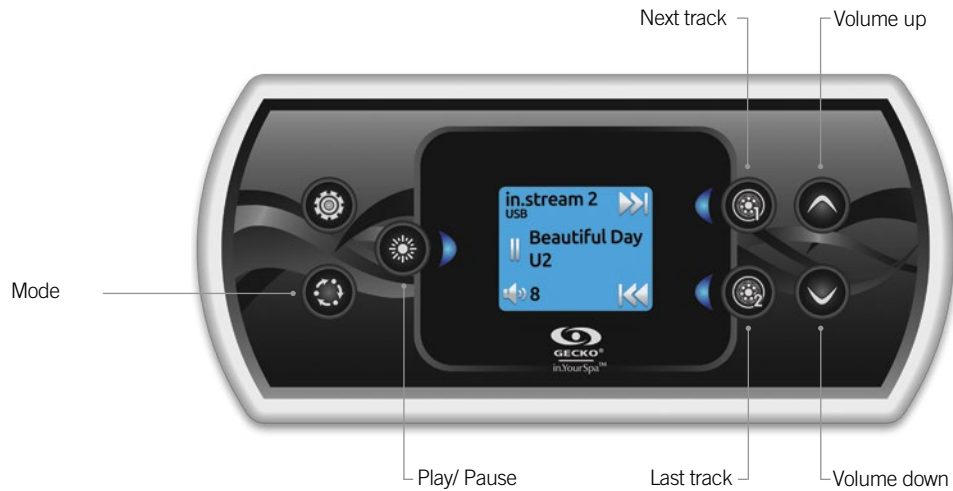 Next track
Volume up
in.stream 2
USB
Beautiful Day
U2
8
1
2
Mode
GECKO®
in.YourSpa™
Play/ Pause
Last track
Volume down